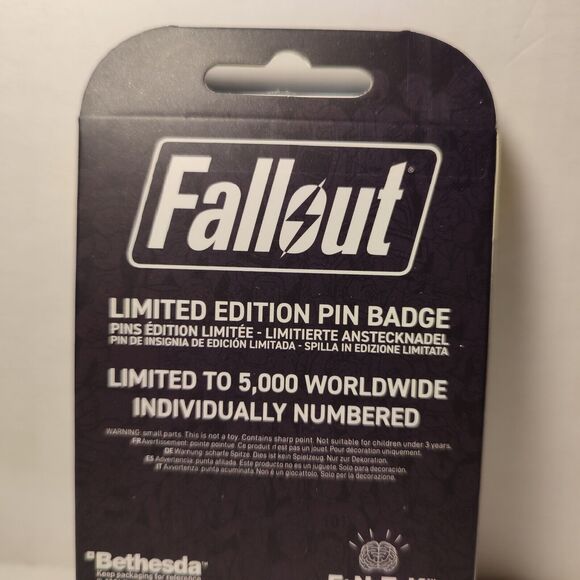 Fallout®
LIMITED EDITION PIN BADGE
PINS ÉDITION LIMITÉE - LIMITIERTE ANSTECKNADEL
PIN DE INSIGNIA DE EDICIÓN LIMITADA - SPILLA IN EDIZIONE LIMITATA
LIMITED TO 5,000 WORLDWIDE
INDIVIDUALLY NUMBERED
WARNING: small parts. This is not a toy. Contains sharp point. Not suitable for children under 3 years.
FR Avertissement: pointe pointue. Ce produit n'est pas un jouet. Pour décoration uniquement.
DE Warnung: scharfe Spitze. Dies ist kein Spielzeug. Nur zur Dekoration.
ES Advertencia: punta afilada. Este producto no es un juguete. Solo para decoración.
IT Avvertenza: punta acuminata. Non è un giocattolo. Solo per la decorazione.
Bethesda™
Keep packaging for reference